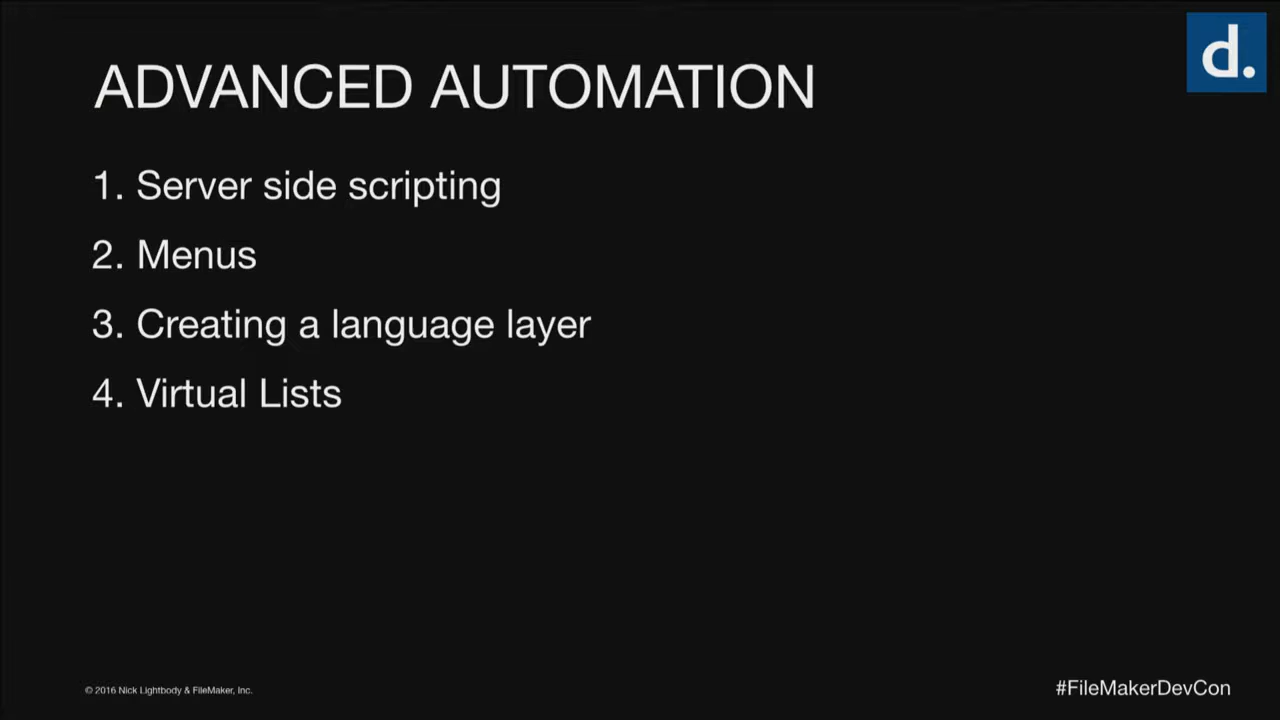 d.
ADVANCED AUTOMATION
1. Server side scripting
2. Menus
3. Creating a language layer
4. Virtual Lists
© 2016 Nick Lightbody & FileMaker, Inc.
#FileMakerDevCon